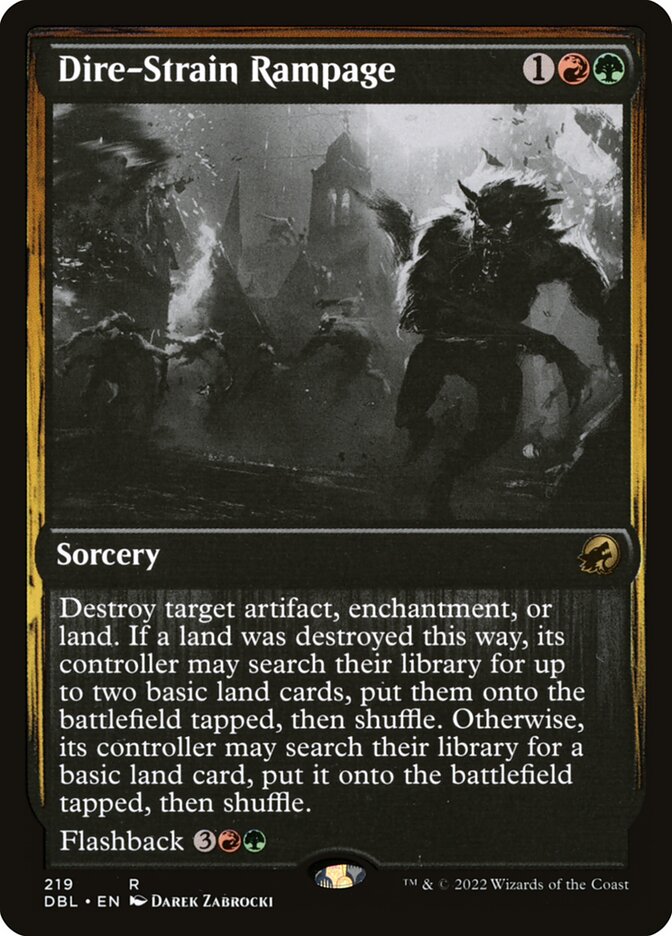 Dire-Strain Rampage 1
Sorcery
Destroy target artifact, enchantment, or
land. If a land was destroyed this way, its
controller may search their library for up
to two basic land cards, put them onto the
battlefield tapped, then shuffle. Otherwise,
its controller may search their library for a
basic land card, put it onto the battlefield
tapped, then shuffle.
Flashback 3
219 R
DBL • EN DAREK ZABROCKI
™ & © 2022 Wizards of the Coast